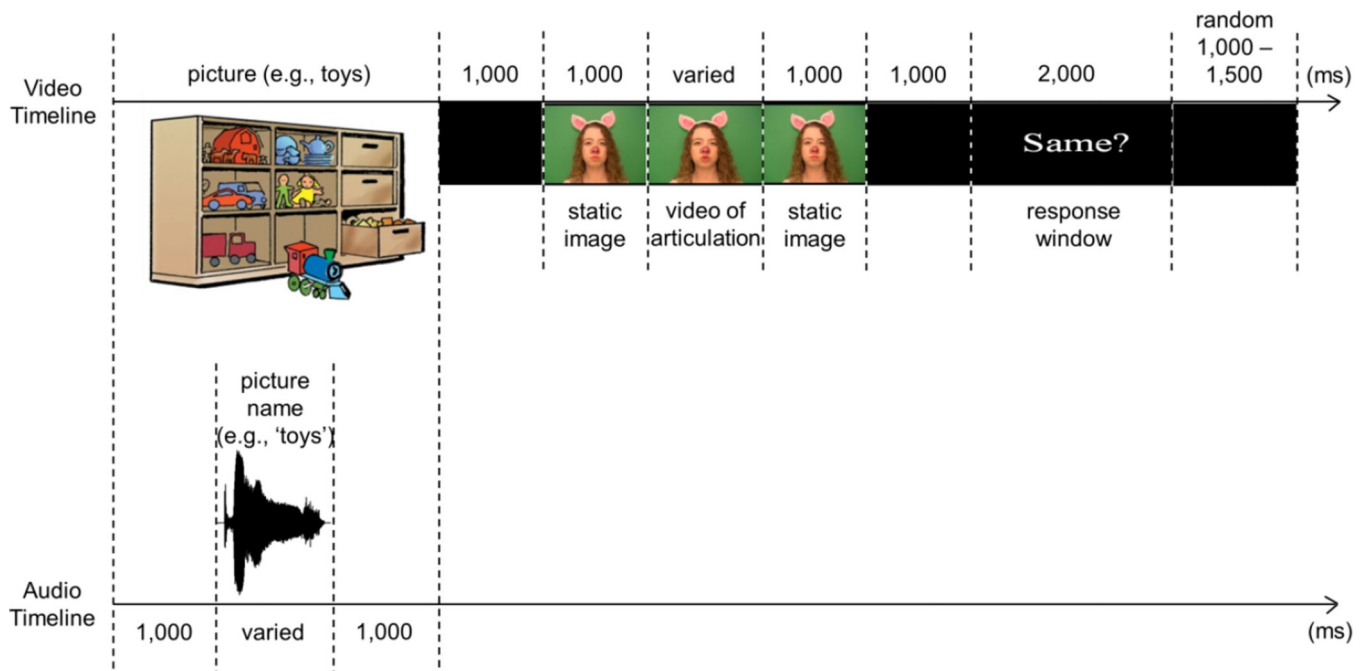 random
1,000 –
1,500
Video
Timeline
picture (e.g., toys)
1,000
1,000
varied
1,000
1,000
2,000
(ms)
Same?
static
image
video of
articulation
static
image
response
window
picture
name
(e.g., ‘toys’)
Audio
Timeline
1,000
varied
1,000
(ms)